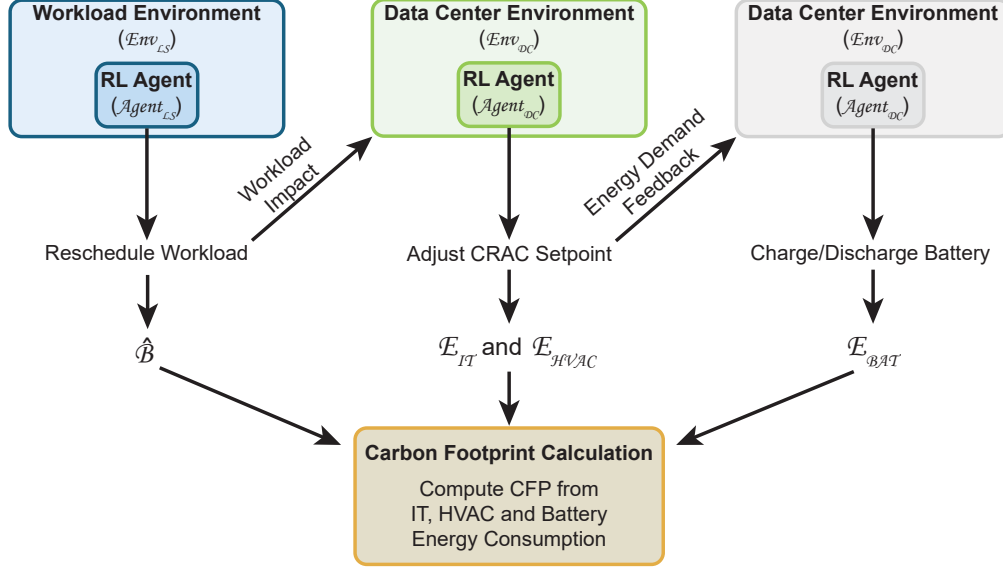 Workload Environment
(Env_LS)
RL Agent
(Agent_LS)
Data Center Environment
(Env_DC)
RL Agent
(Agent_DC)
Data Center Environment
(Env_DC)
RL Agent
(Agent_DC)
Workload
Impact
Energy Demand
Feedback
Reschedule Workload
Adjust CRAC Setpoint
Charge/Discharge Battery
B̂
E_IT and E_HVAC
E_BAT
Carbon Footprint Calculation
Compute CFP from
IT, HVAC and Battery
Energy Consumption